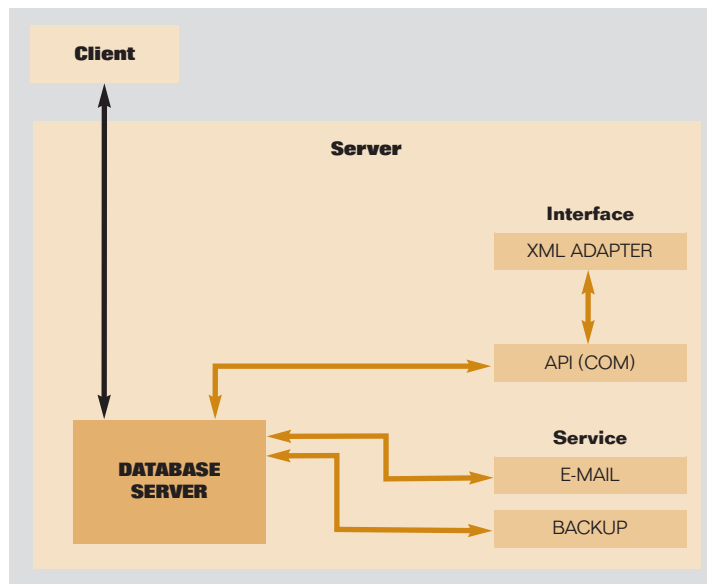 Client
Server
Interface
XML ADAPTER
API (COM)
Service
DATABASE
SERVER
E-MAIL
BACKUP